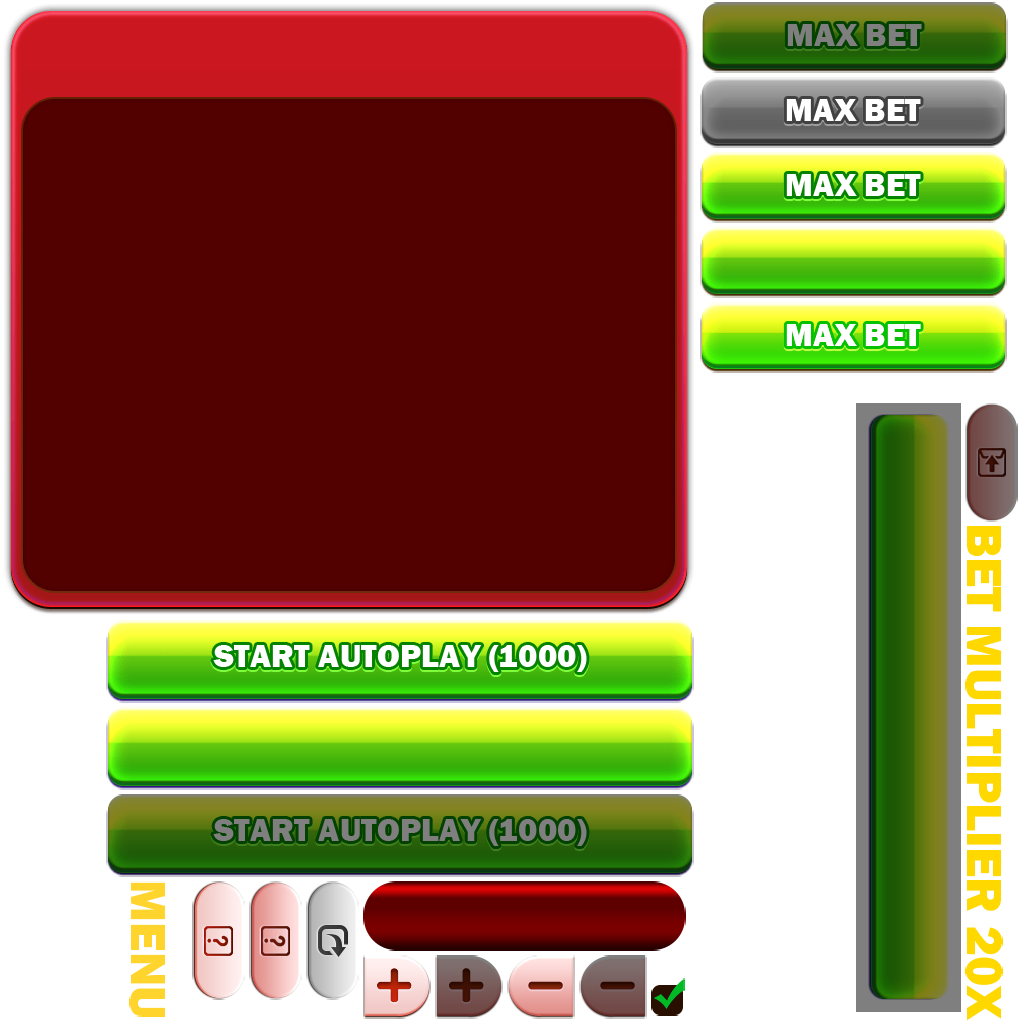 MAX BET
MAX BET
MAX BET
MAX BET
BET MULTIPLIER 20X
START AUTOPLAY (1000)
START AUTOPLAY (1000)
MENU
?
?